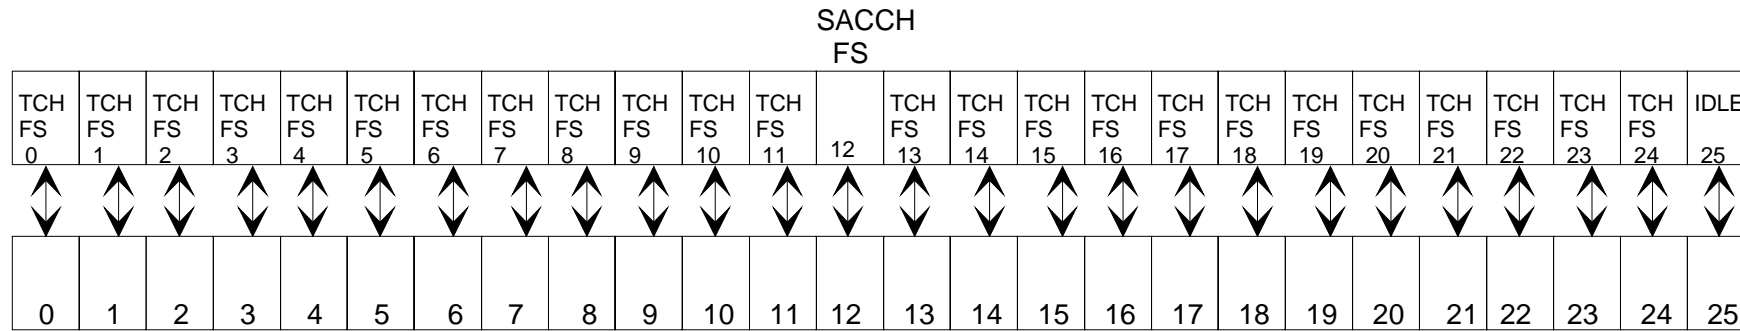 SACCH
FS
TCH TCH TCH TCH TCH TCH TCH TCH TCH TCH TCH TCH TCH TCH TCH TCH TCH TCH TCH TCH TCH TCH TCH TCH IDLE
FS FS FS FS FS FS FS FS FS FS FS FS FS FS FS FS FS FS FS FS FS FS FS FS
0 1 2 3 4 5 6 7 8 9 10 11 12 13 14 15 16 17 18 19 20 21 22 23 24 25
0 1 2 3 4 5 6 7 8 9 10 11 12 13 14 15 16 17 18 19 20 21 22 23 24 25